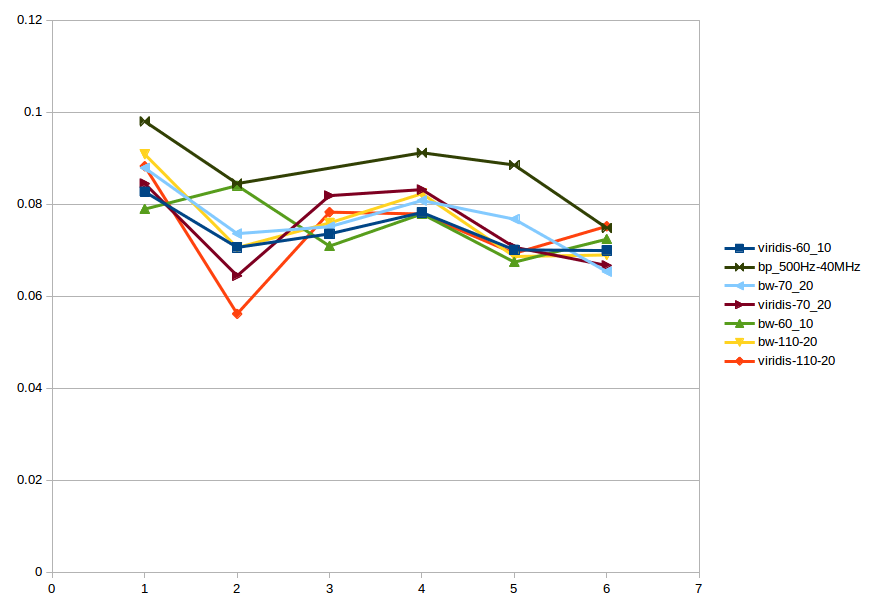 0.12
0.1
0.08
0.06
0.04
0.02
0
0 1 2 3 4 5 6 7
viridis-60_10
bp_500Hz-40MHz
bw-70_20
viridis-70_20
bw-60_10
bw-110-20
viridis-110-20